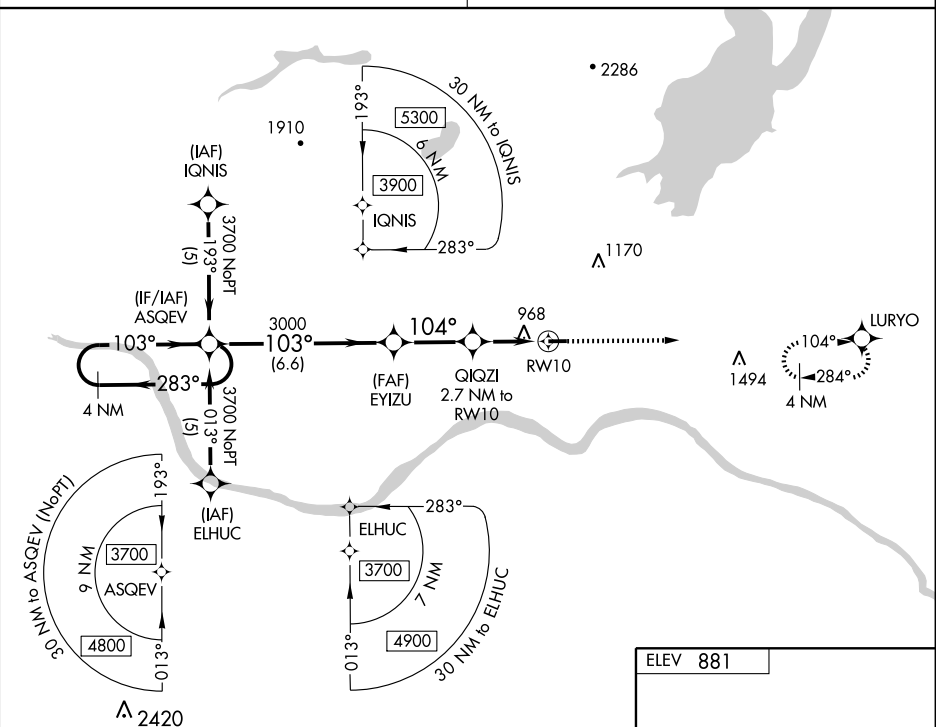 2286
30 NM to IQNIS
193°
5300
6 NM
3900
IQNIS
283°
1910
(IAF)
IQNIS
3700 NoPT
193°
(5)
1170
(IF/IAF)
ASQEV
103°
283°
4 NM
3000
103°
(6.6)
104°
968
(FAF)
EYIZU
QIQZI
2.7 NM to
RW10
RW10
LURYO
104°
284°
4 NM
1494
3700 NoPT
013°
(5)
(IAF)
ELHUC
30 NM to ASQEV (NoPT)
193°
9 NM
3700
ASQEV
4800
013°
2420
283°
ELHUC
3700
7 NM
4900
013°
30 NM to ELHUC
ELEV 881